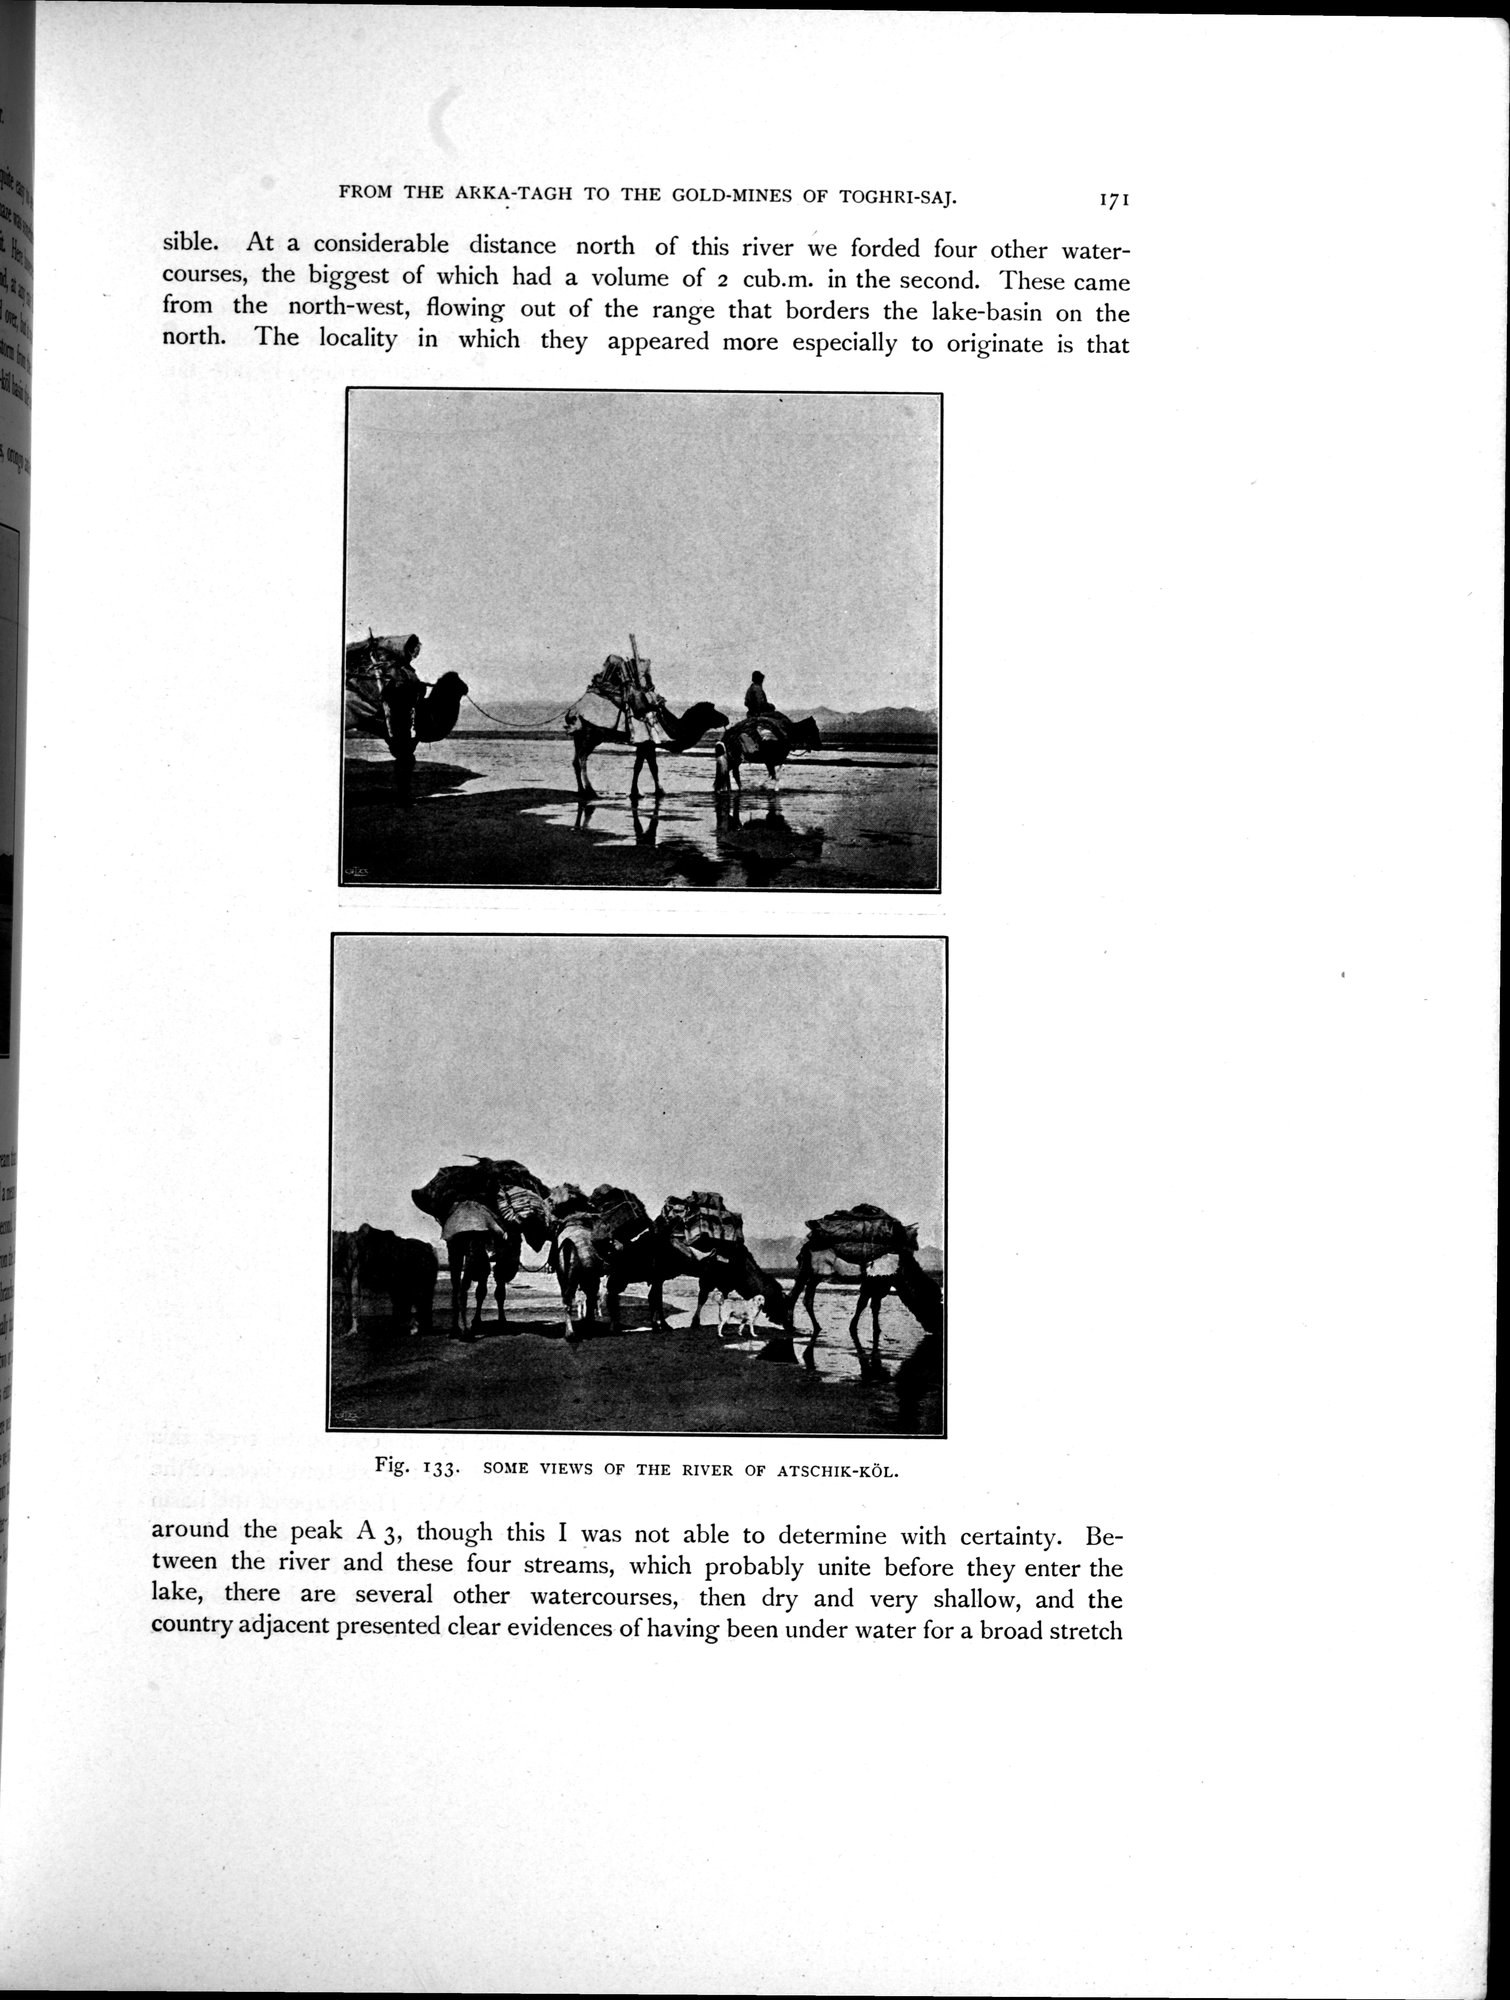 FROM THE ARKA-TAGH TO THE GOLD-MINES OF TOGHRI-SAJ. 171
sible. At a considerable distance north of this river we forded four other water-
courses, the biggest of which had a volume of 2 cub.m. in the second. These came
from the north-west, flowing out of the range that borders the lake-basin on the
north. The locality in which they appeared more especially to originate is that
Fig. 133. SOME VIEWS OF THE RIVER OF ATSCHIK-KÖL.
around the peak A 3, though this I was not able to determine with certainty. Be-
tween the river and these four streams, which probably unite before they enter the
lake, there are several other watercourses, then dry and very shallow, and the
country adjacent presented clear evidences of having been under water for a broad stretch